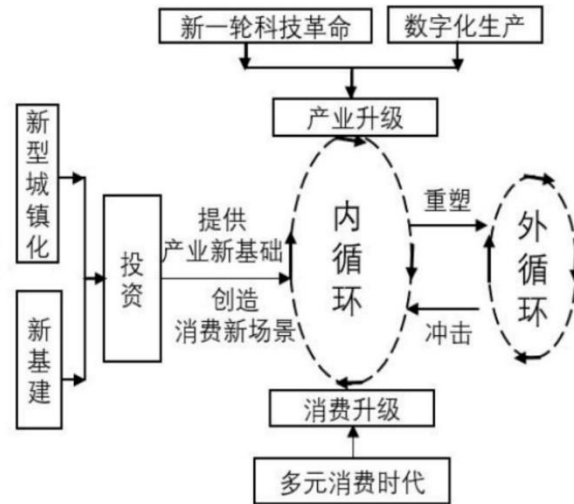 新一轮科技革命
数字化生产
产业升级
新型城镇化
新基建
投资
提供
产业新基础
创造
消费新场景
内循环
重塑
冲击
外循环
消费升级
多元消费时代